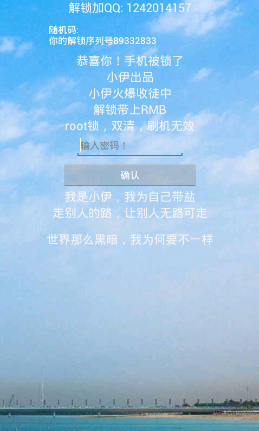 解锁加QQ: 1242014157
随机码:
你的解锁序列号89332833
恭喜你！手机被锁了
小伊出品
小伊火爆收徒中
解锁带上RMB
root锁，双清，刷机无效
输入密码！
确认
我是小伊，我为自己带盐
走别人的路，让别人无路可走
世界那么黑暗，我为何要不一样